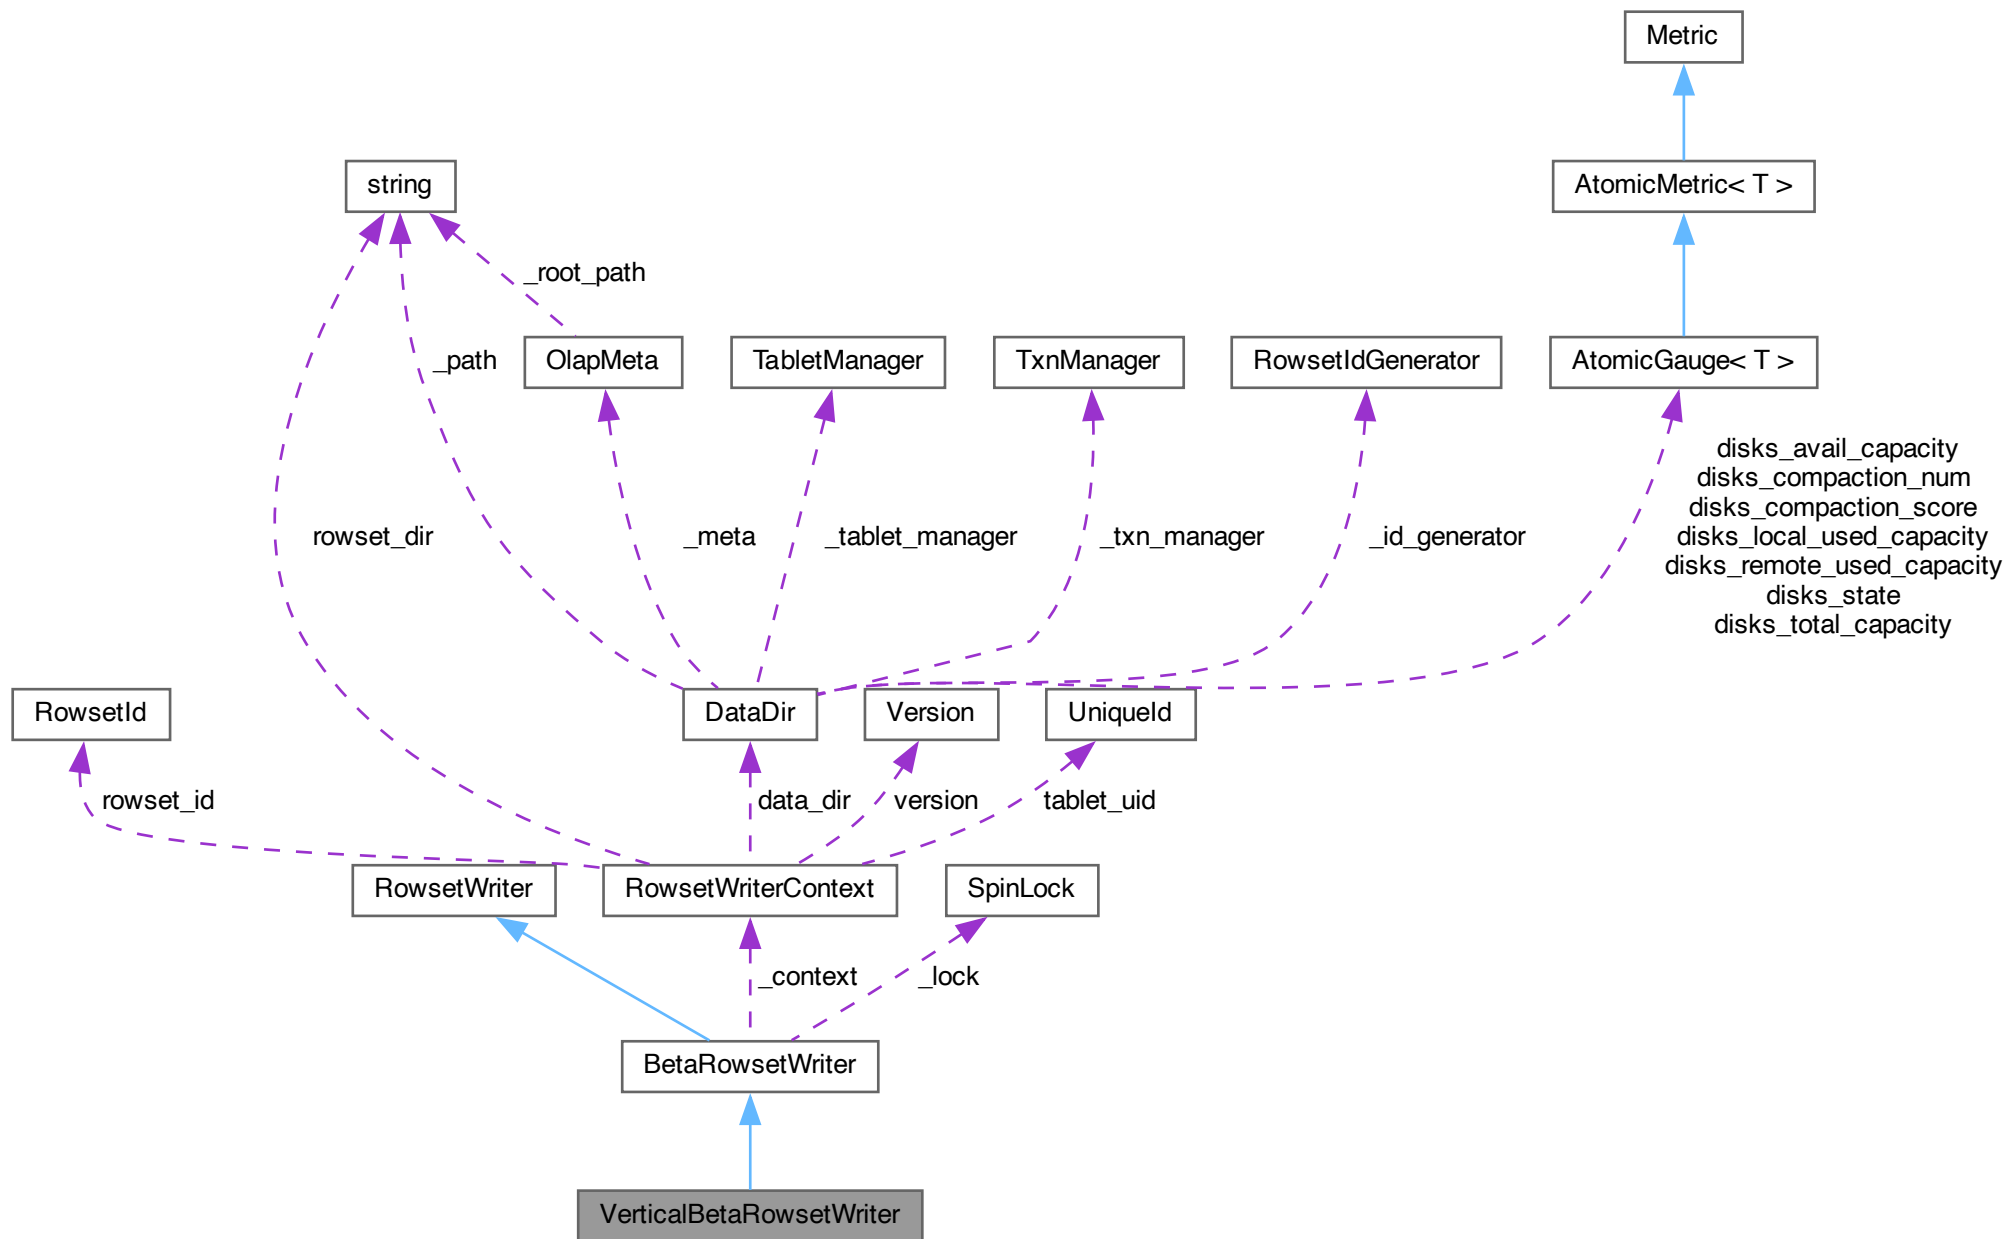 Metric
string
AtomicMetric< T >
_root_path
_path
OlapMeta
TabletManager
TxnManager
RowsetIdGenerator
AtomicGauge< T >
disks_avail_capacity
disks_compaction_num
disks_compaction_score
disks_local_used_capacity
disks_remote_used_capacity
disks_state
disks_total_capacity
rowset_dir
_meta
_tablet_manager
_txn_manager
_id_generator
RowsetId
DataDir
Version
UniqueId
rowset_id
data_dir
version
tablet_uid
RowsetWriter
RowsetWriterContext
SpinLock
_context
_lock
BetaRowsetWriter
VerticalBetaRowsetWriter